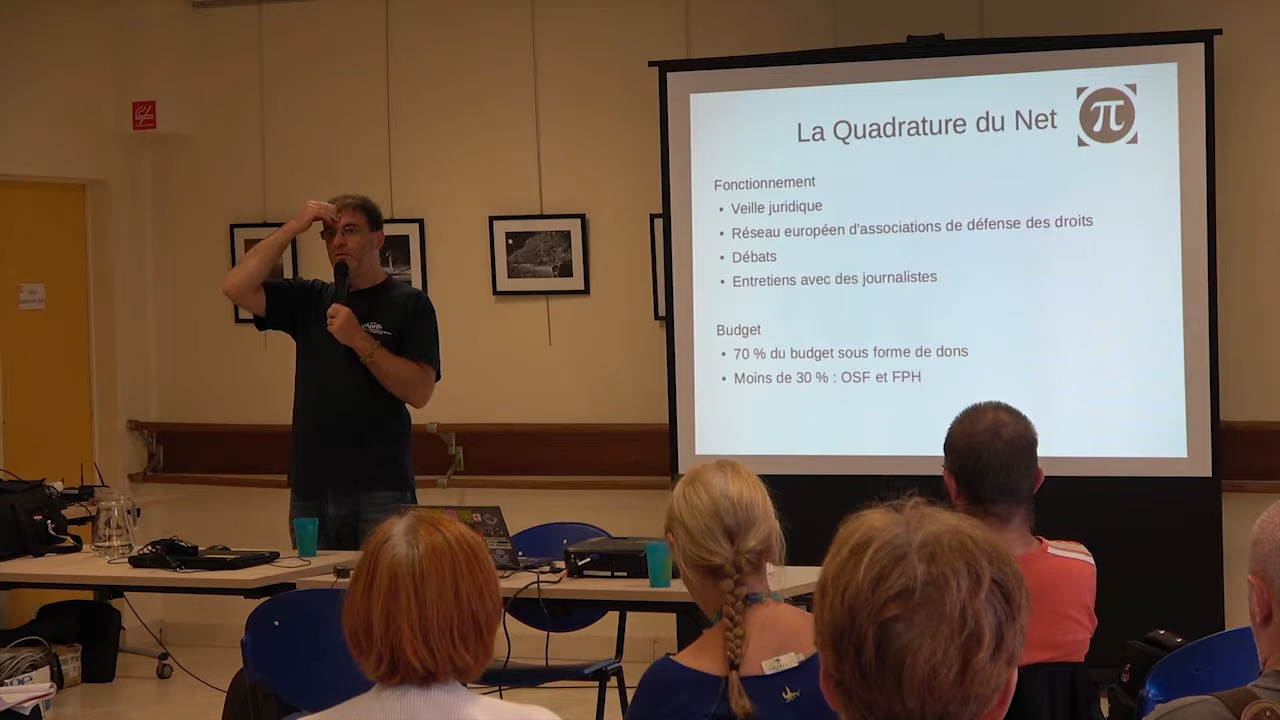 La Quadrature du Net
π
Fonctionnement
• Veille juridique
• Réseau européen d'associations de défense des droits
• Débats
• Entretiens avec des journalistes
Budget
• 70 % du budget sous forme de dons
• Moins de 30 % : OSF et FPH
April